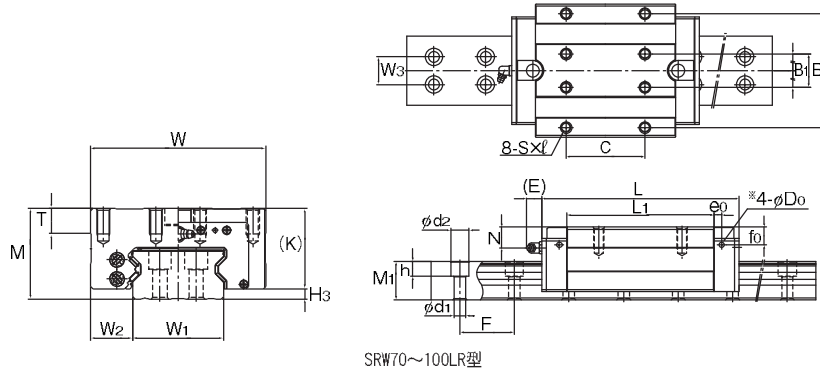 W3
B1
B
8-S×ℓ
C
W
(E)
L
L1
e0
※4-φD0
T
φd2
N
f0
M
(K)
h
M1
H3
φd1
F
W2
W1
SRW70～100LR型